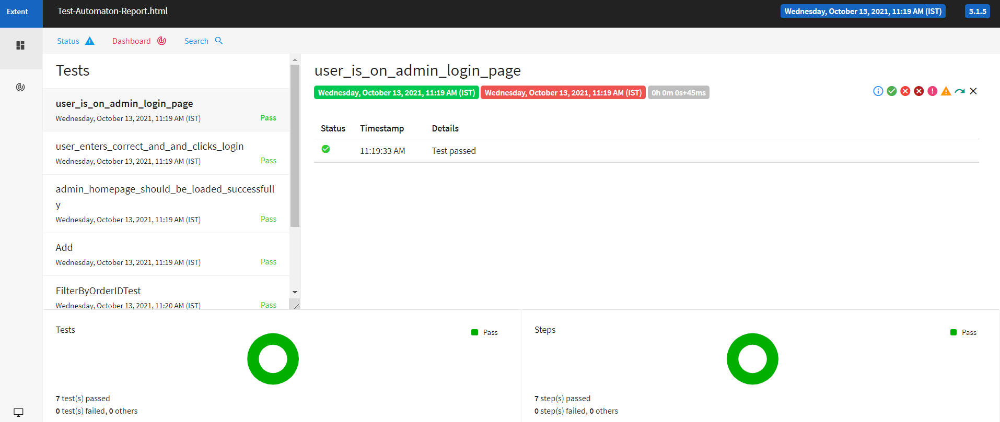 Extent
Test-Automaton-Report.html
Wednesday, October 13, 2021, 11:19 AM (IST)
3.1.5
Status
Dashboard
Search
Tests
user_is_on_admin_login_page
Wednesday, October 13, 2021, 11:19 AM (IST)
Pass
user_enters_correct_and_and_clicks_login
Wednesday, October 13, 2021, 11:19 AM (IST)
Pass
admin_homepage_should_be_loaded_successfull
y
Wednesday, October 13, 2021, 11:19 AM (IST)
Pass
Add
Wednesday, October 13, 2021, 11:19 AM (IST)
Pass
FilterByOrderIDTest
Wednesday, October 13, 2021, 11:20 AM (IST)
Pass
user_is_on_admin_login_page
Wednesday, October 13, 2021, 11:19 AM (IST)
Wednesday, October 13, 2021, 11:19 AM (IST)
0h 0m 0s+45ms
Status Timestamp Details
11:19:33 AM Test passed
Tests
Pass
7 test(s) passed
0 test(s) failed, 0 others
Steps
Pass
7 step(s) passed
0 step(s) failed, 0 others